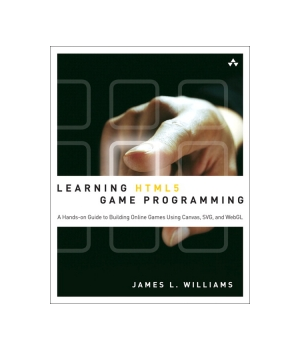 LEARNING HTML5
GAME PROGRAMMING
A Hands-on Guide to Building Online Games Using Canvas, SVG, and WebGL
JAMES L. WILLIAMS